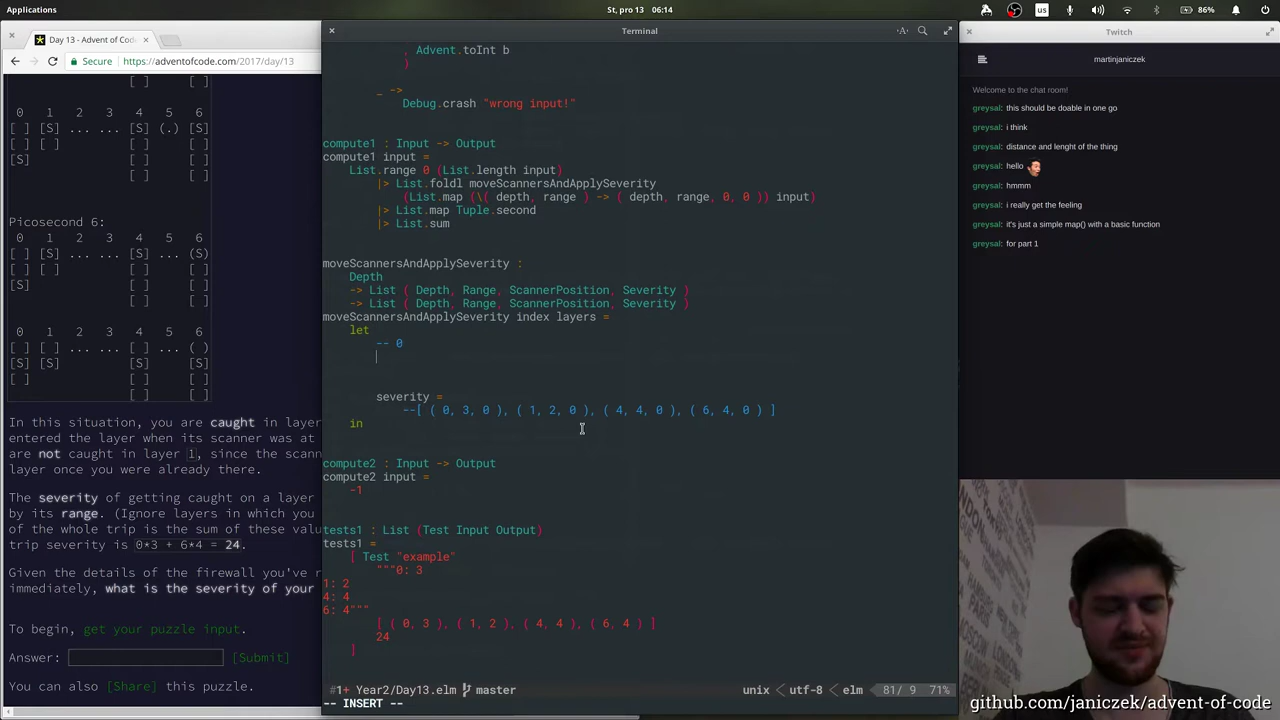 Applications
St, pro 13   06:14
us
86%
Day 13 - Advent of Cod
Secure
https://adventofcode.com/2017/day/13
[ ] [ ]
0 1 2 3 4 5 6
[ ] [S] ... ... [S] (.) [S]
[ ] [ ] [ ] [ ]
[S] [ ] [ ]
[ ] [ ]
Picosecond 6:
0 1 2 3 4 5 6
[ ] [S] ... ... [S] ... (S)
[ ] [ ] [ ] [ ]
[S] [ ] [ ]
[ ] [ ]
0 1 2 3 4 5 6
[ ] [ ] ... ... [ ] ... ( )
[S] [S] [S] [S]
[ ] [ ] [ ]
[ ] [ ]
In this situation, you are caught in layer
entered the layer when its scanner was at
are not caught in layer 1, since the scann
layer once you were already there.
The severity of getting caught on a layer
by its range. (Ignore layers in which you
of the whole trip is the sum of these valu
trip severity is 0*3 + 6*4 = 24.
Given the details of the firewall you've r
immediately, what is the severity of your
To begin, get your puzzle input.
Answer: [Submit]
You can also [Share] this puzzle.
Terminal
, Advent.toInt b
)
_ ->
Debug.crash "wrong input!"
compute1 : Input -> Output
compute1 input =
List.range 0 (List.length input)
|> List.foldl moveScannersAndApplySeverity
(List.map (\( depth, range ) -> ( depth, range, 0, 0 )) input)
|> List.map Tuple.second
|> List.sum
moveScannersAndApplySeverity :
Depth
-> List ( Depth, Range, ScannerPosition, Severity )
-> List ( Depth, Range, ScannerPosition, Severity )
moveScannersAndApplySeverity index layers =
let
-- 0
severity =
--[ ( 0, 3, 0 ), ( 1, 2, 0 ), ( 4, 4, 0 ), ( 6, 4, 0 ) ]
in
compute2 : Input -> Output
compute2 input =
-1
tests1 : List (Test Input Output)
tests1 =
[ Test "example"
"""0: 3
1: 2
4: 4
6: 4"""
[ ( 0, 3 ), ( 1, 2 ), ( 4, 4 ), ( 6, 4 ) ]
24
]
#1+ Year2/Day13.elm master unix utf-8 elm 81/ 9 71%
-- INSERT --
Twitch
martinjaniczek
Welcome to the chat room!
greysal: this should be doable in one go
greysal: i think
greysal: distance and lenght of the thing
greysal: hello
greysal: hmmm
greysal: i really get the feeling
greysal: it's just a simple map() with a basic function
greysal: for part 1
github.com/janiczek/advent-of-code